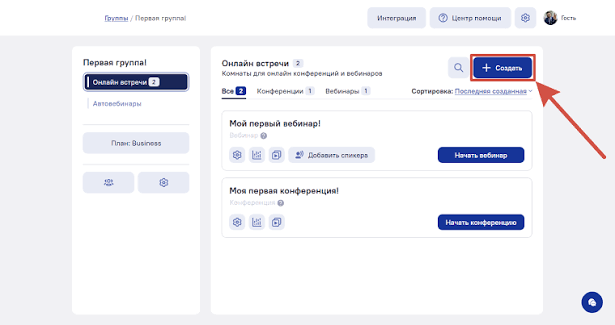 Группы / Первая группа!
Интеграция
Центр помощи
Гость
Первая группа!
Онлайн встречи 2
Автовебинары
План: Business
Онлайн встречи 2
Комнаты для онлайн конференций и вебинаров
Создать
Все 2 Конференции 1 Вебинары 1
Сортировка: Последняя созданная
Мой первый вебинар!
Вебинар
Добавить спикера
Начать вебинар
Моя первая конференция!
Конференция
Начать конференцию